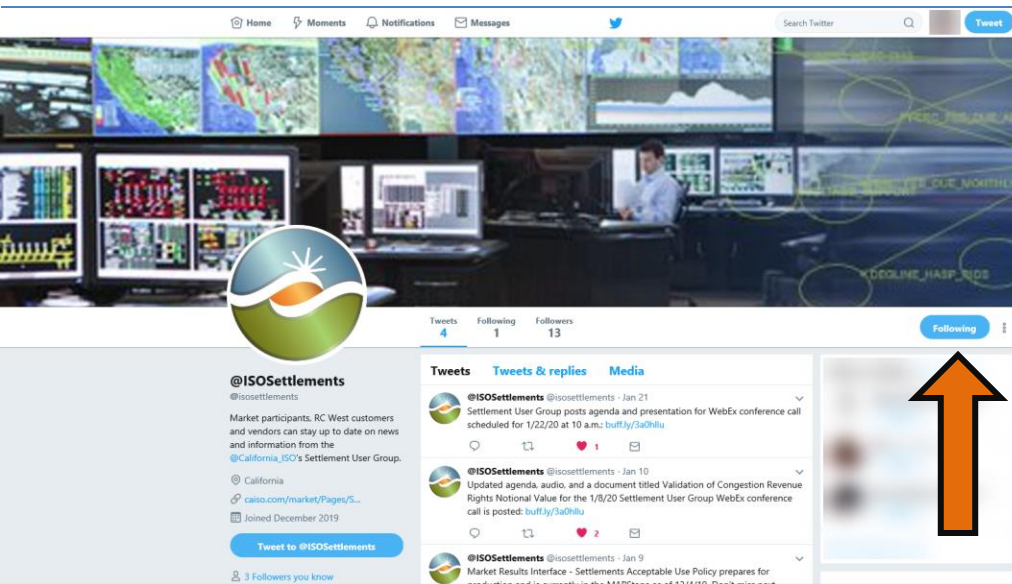 Home Moments Notifications Messages Search Twitter Tweet
DEGLINE_HASP_BIDS
Tweets Following Followers
4 1 13
Following
@ISOSettlements
@isosettlements
Market participants, RC West customers
and vendors can stay up to date on news
and information from the
@California_ISO's Settlement User Group.
California
caiso.com/market/Pages/S...
Joined December 2019
Tweet to @ISOSettlements
3 Followers you know
Tweets Tweets & replies Media
@ISOSettlements @isosettlements · Jan 21
Settlement User Group posts agenda and presentation for WebEx conference call
scheduled for 1/22/20 at 10 a.m.: buff.ly/3a0hllu
1
@ISOSettlements @isosettlements · Jan 10
Updated agenda, audio, and a document titled Validation of Congestion Revenue
Rights Notional Value for the 1/8/20 Settlement User Group WebEx conference
call is posted: buff.ly/3a0hllu
2
@ISOSettlements @isosettlements · Jan 9
Market Results Interface - Settlements Acceptable Use Policy prepares for